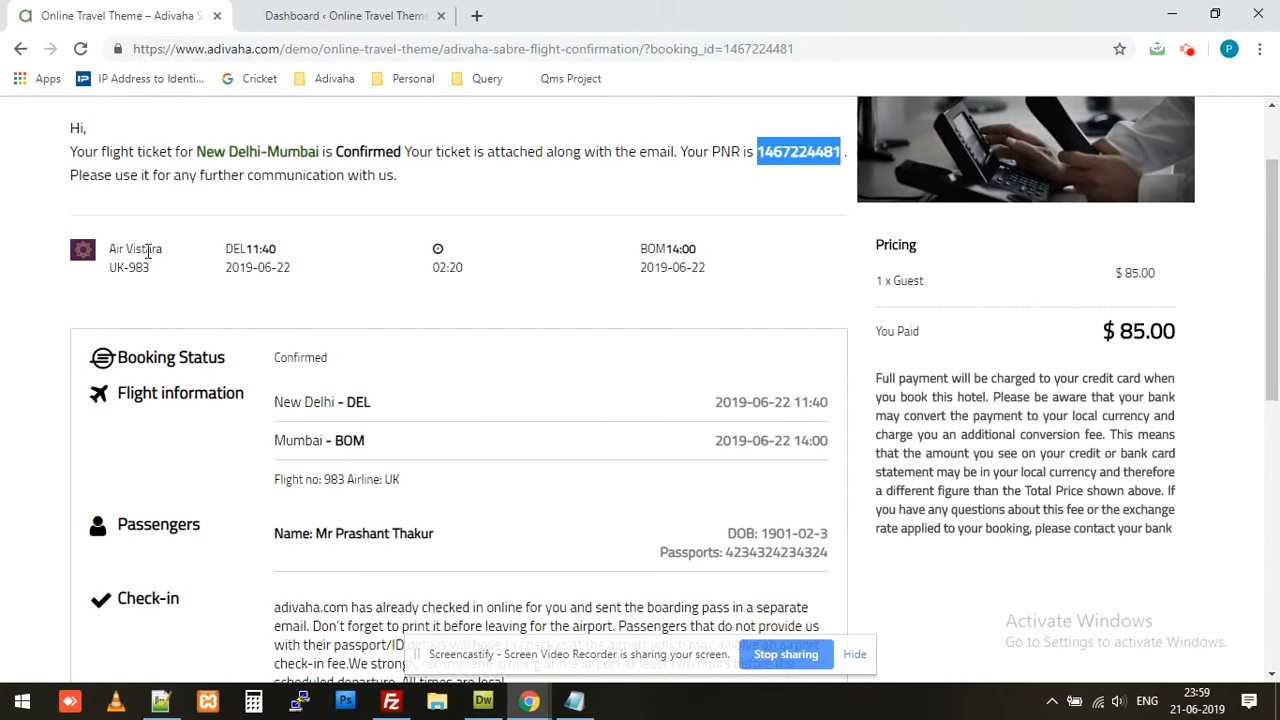 Online Travel Theme – Adivaha S
Dashboard ‹ Online Travel Theme
https://www.adivaha.com/demo/online-travel-theme/adivaha-sabre-flight-confirmation/?booking_id=1467224481
P
Apps
IP Address to Identi...
Cricket
Adivaha
Personal
Query
Qms Project
Hi,
Your flight ticket for New Delhi-Mumbai is Confirmed Your ticket is attached along with the email. Your PNR is 1467224481 .
Please use it for any further communication with us.
Air Vistara DEL11:40 BOM14:00
UK-983 2019-06-22 02:20 2019-06-22
Pricing
1 x Guest $ 85.00
You Paid $ 85.00
Full payment will be charged to your credit card when
you book this hotel. Please be aware that your bank
may convert the payment to your local currency and
charge you an additional conversion fee. This means
that the amount you see on your credit or bank card
statement may be in your local currency and therefore
a different figure than the Total Price shown above. If
you have any questions about this fee or the exchange
rate applied to your booking, please contact your bank
Booking Status Confirmed
Flight information
New Delhi - DEL 2019-06-22 11:40
Mumbai - BOM 2019-06-22 14:00
Flight no: 983 Airline: UK
Passengers
Name: Mr Prashant Thakur DOB: 1901-02-3
Passports: 4234324234324
Check-in
adivaha.com has already checked in online for you and sent the boarding pass in a separate
email. Don't forget to print it before leaving for the airport. Passengers that do not provide us
with their passport/ID
check-in fee.We strong
scheduled departure. All times are local.
Screencastify - Screen Video Recorder is sharing your screen.
Stop sharing
Hide
Activate Windows
Go to Settings to activate Windows.
Ps
Fz
Dw
ENG
23:59
21-06-2019